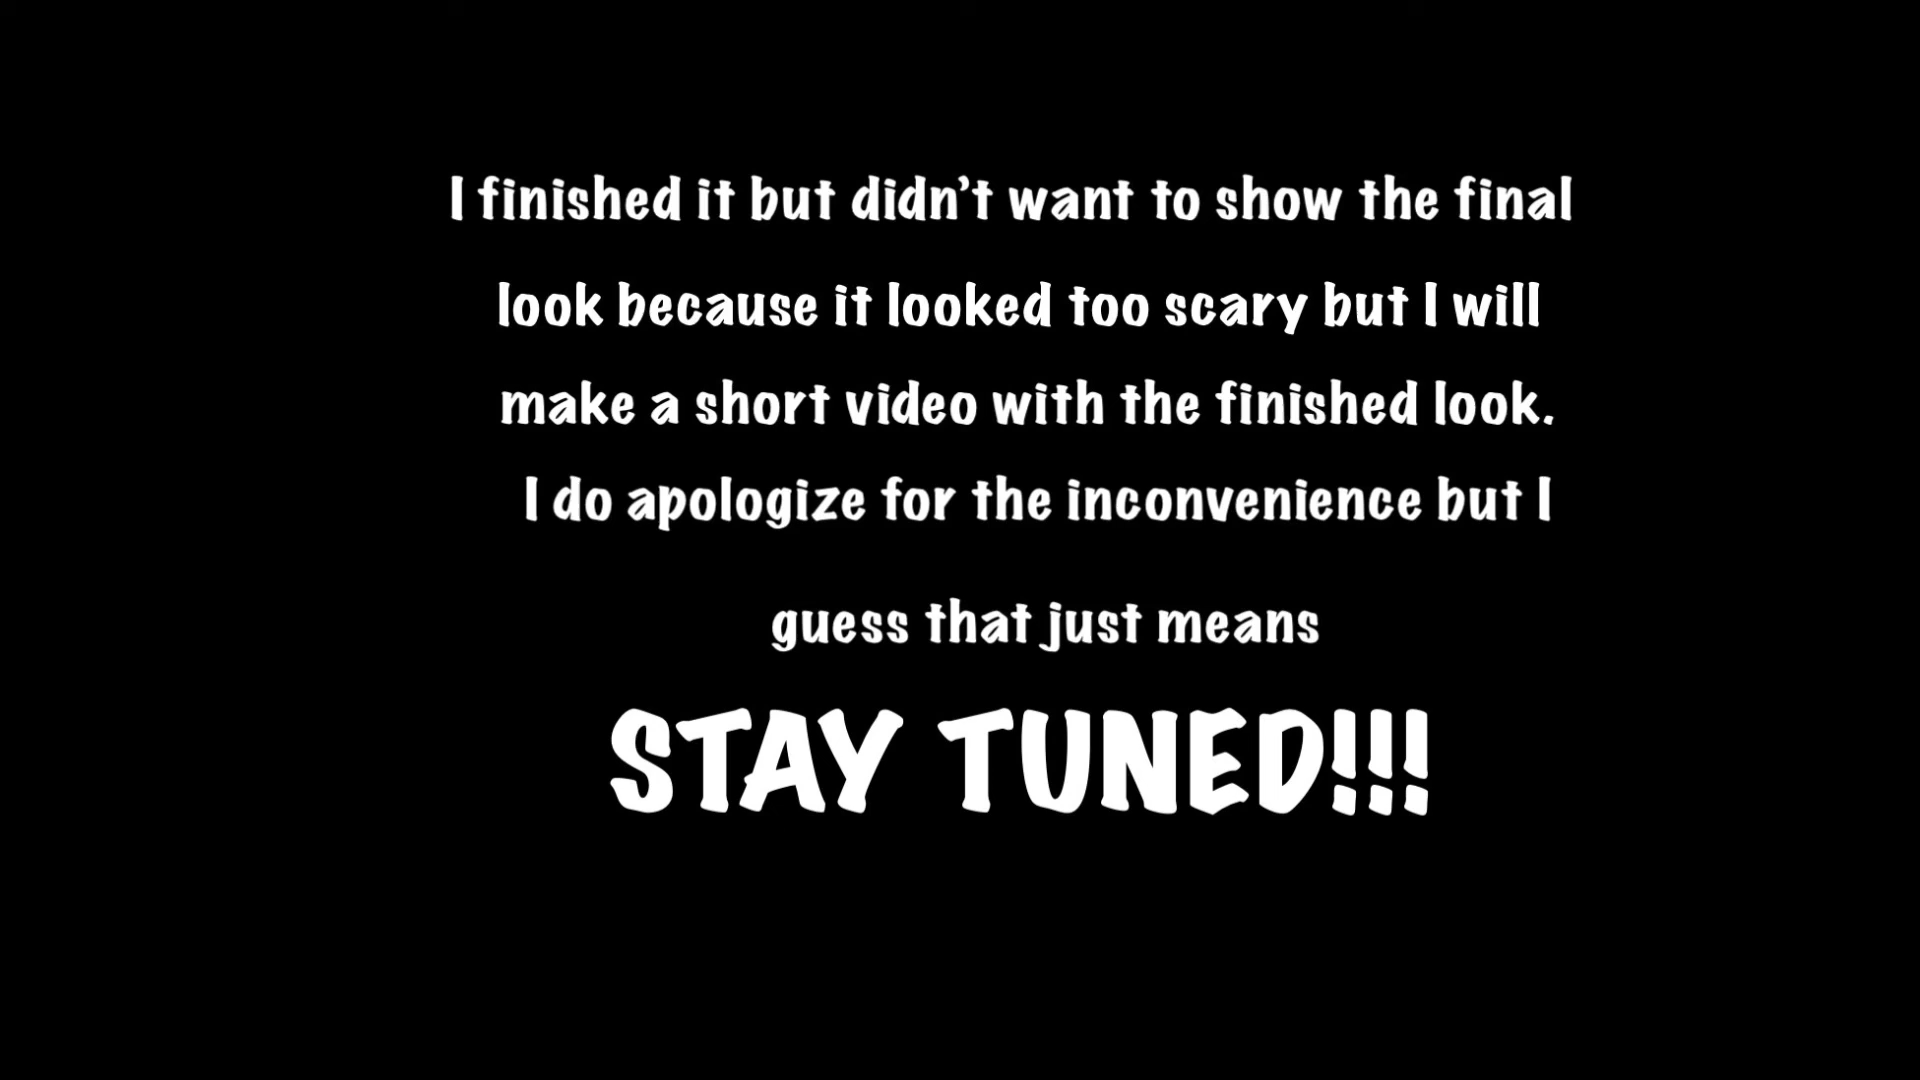 I finished it but didn’t want to show the final
look because it looked too scary but I will
make a short video with the finished look.
I do apologize for the inconvenience but I
guess that just means
STAY TUNED!!!